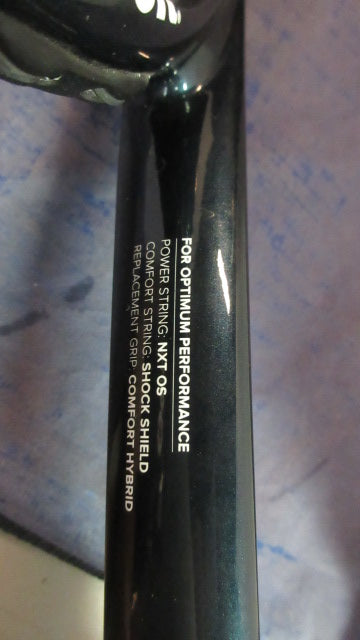 FOR OPTIMUM PERFORMANCE
POWER STRING: NXT OS
COMFORT STRING: SHOCK SHIELD
REPLACEMENT GRIP: COMFORT HYBRID